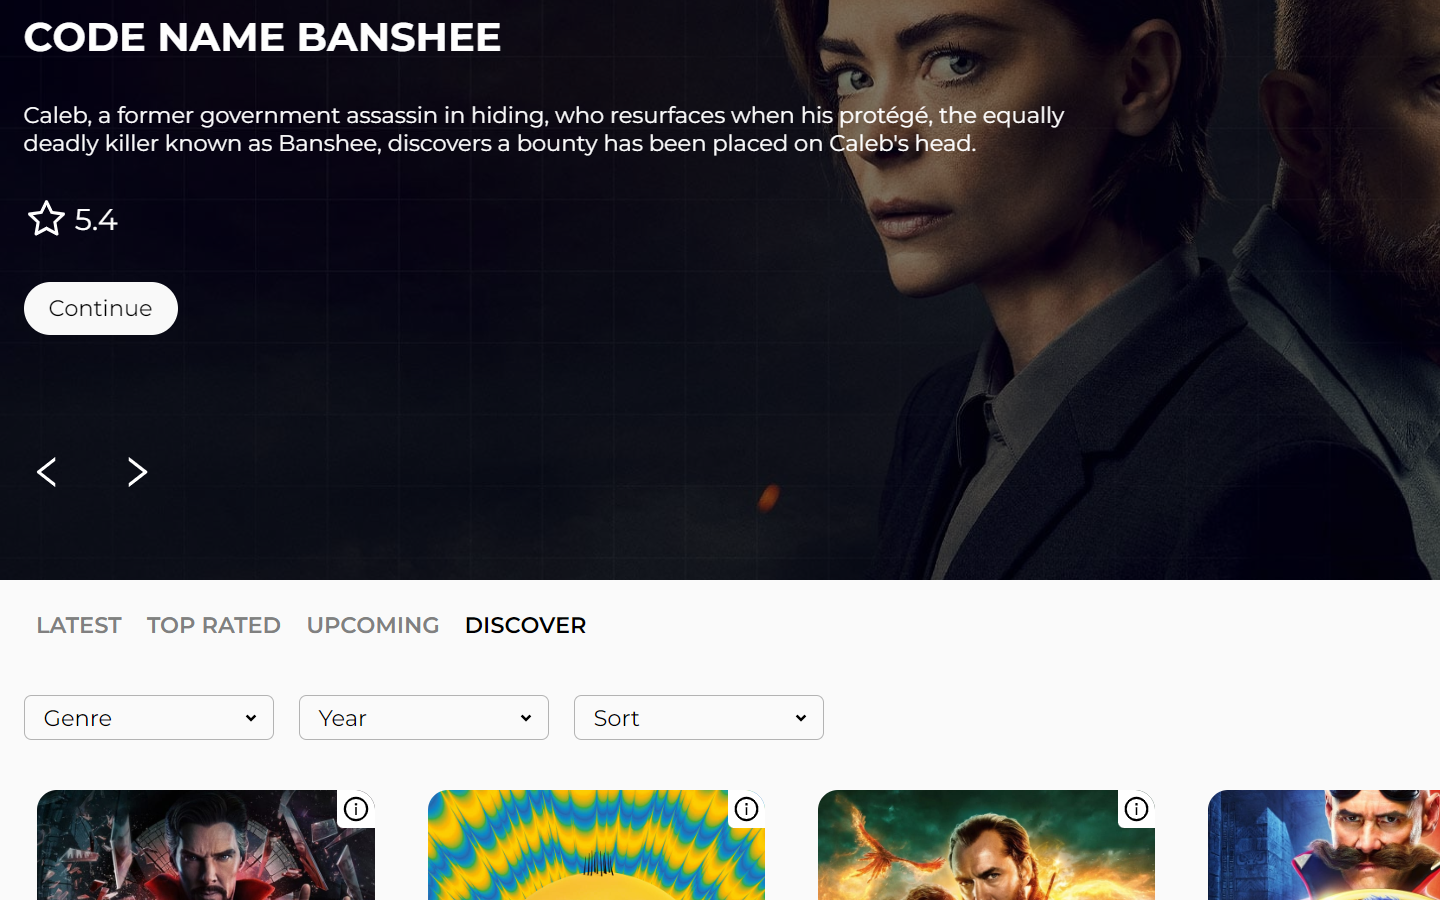 CODE NAME BANSHEE
Caleb, a former government assassin in hiding, who resurfaces when his protégé, the equally
deadly killer known as Banshee, discovers a bounty has been placed on Caleb's head.
5.4
Continue
LATEST TOP RATED UPCOMING DISCOVER
Genre Year Sort